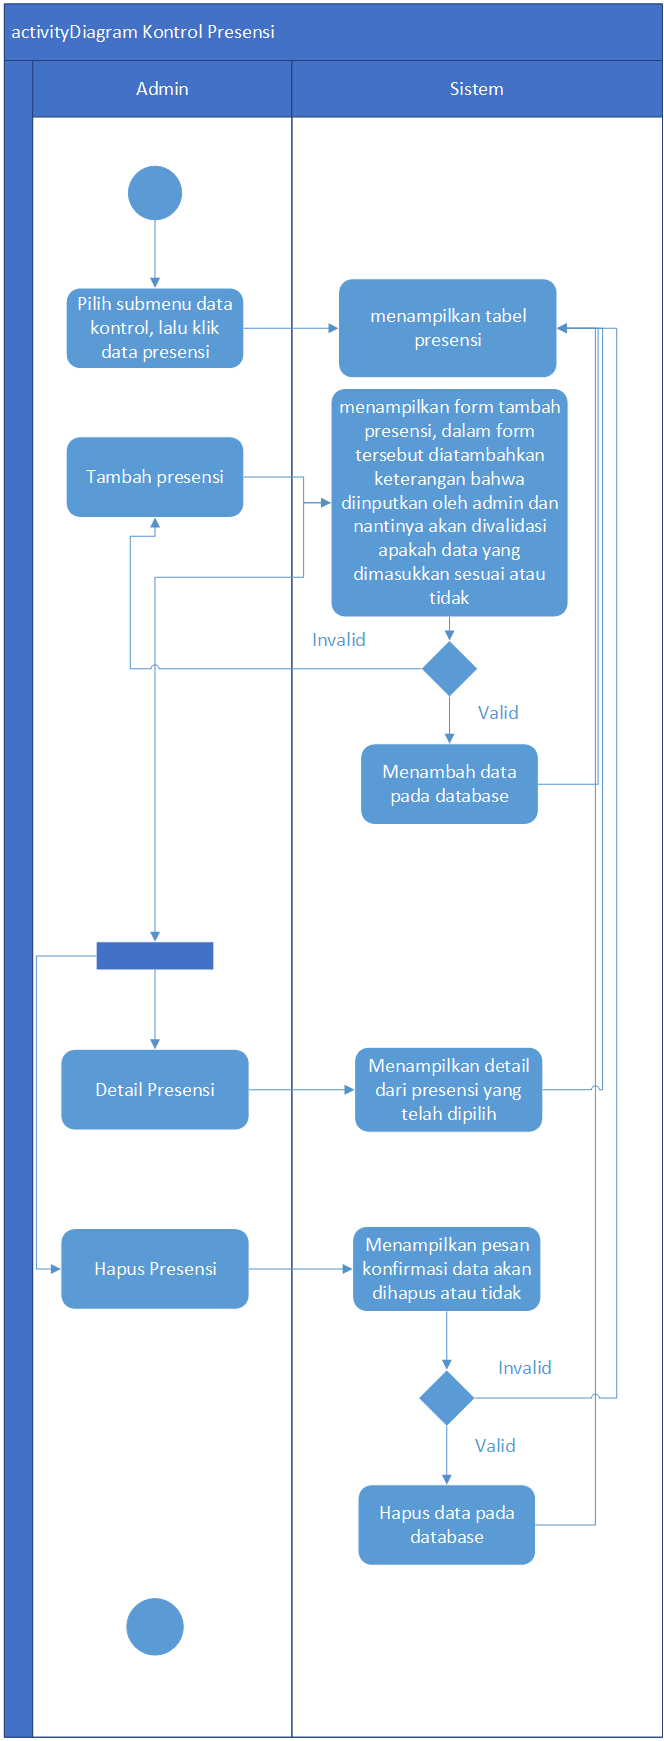 activityDiagram Kontrol Presensi
Admin
Sistem
Pilih submenu data
kontrol, lalu klik
data presensi
menampilkan tabel
presensi
Tambah presensi
menampilkan form tambah
presensi, dalam form
tersebut diatambahkan
keterangan bahwa
diinputkan oleh admin dan
nantinya akan divalidasi
apakah data yang
dimasukkan sesuai atau
tidak
Invalid
Valid
Menambah data
pada database
Detail Presensi
Menampilkan detail
dari presensi yang
telah dipilih
Hapus Presensi
Menampilkan pesan
konfirmasi data akan
dihapus atau tidak
Invalid
Valid
Hapus data pada
database